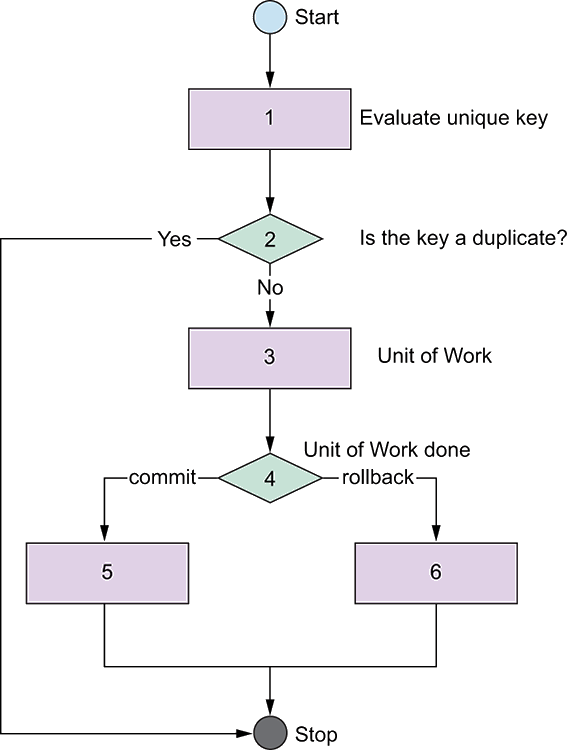 Start
1
Evaluate unique key
Yes
2
Is the key a duplicate?
No
3
Unit of Work
Unit of Work done
commit
4
rollback
5
6
Stop